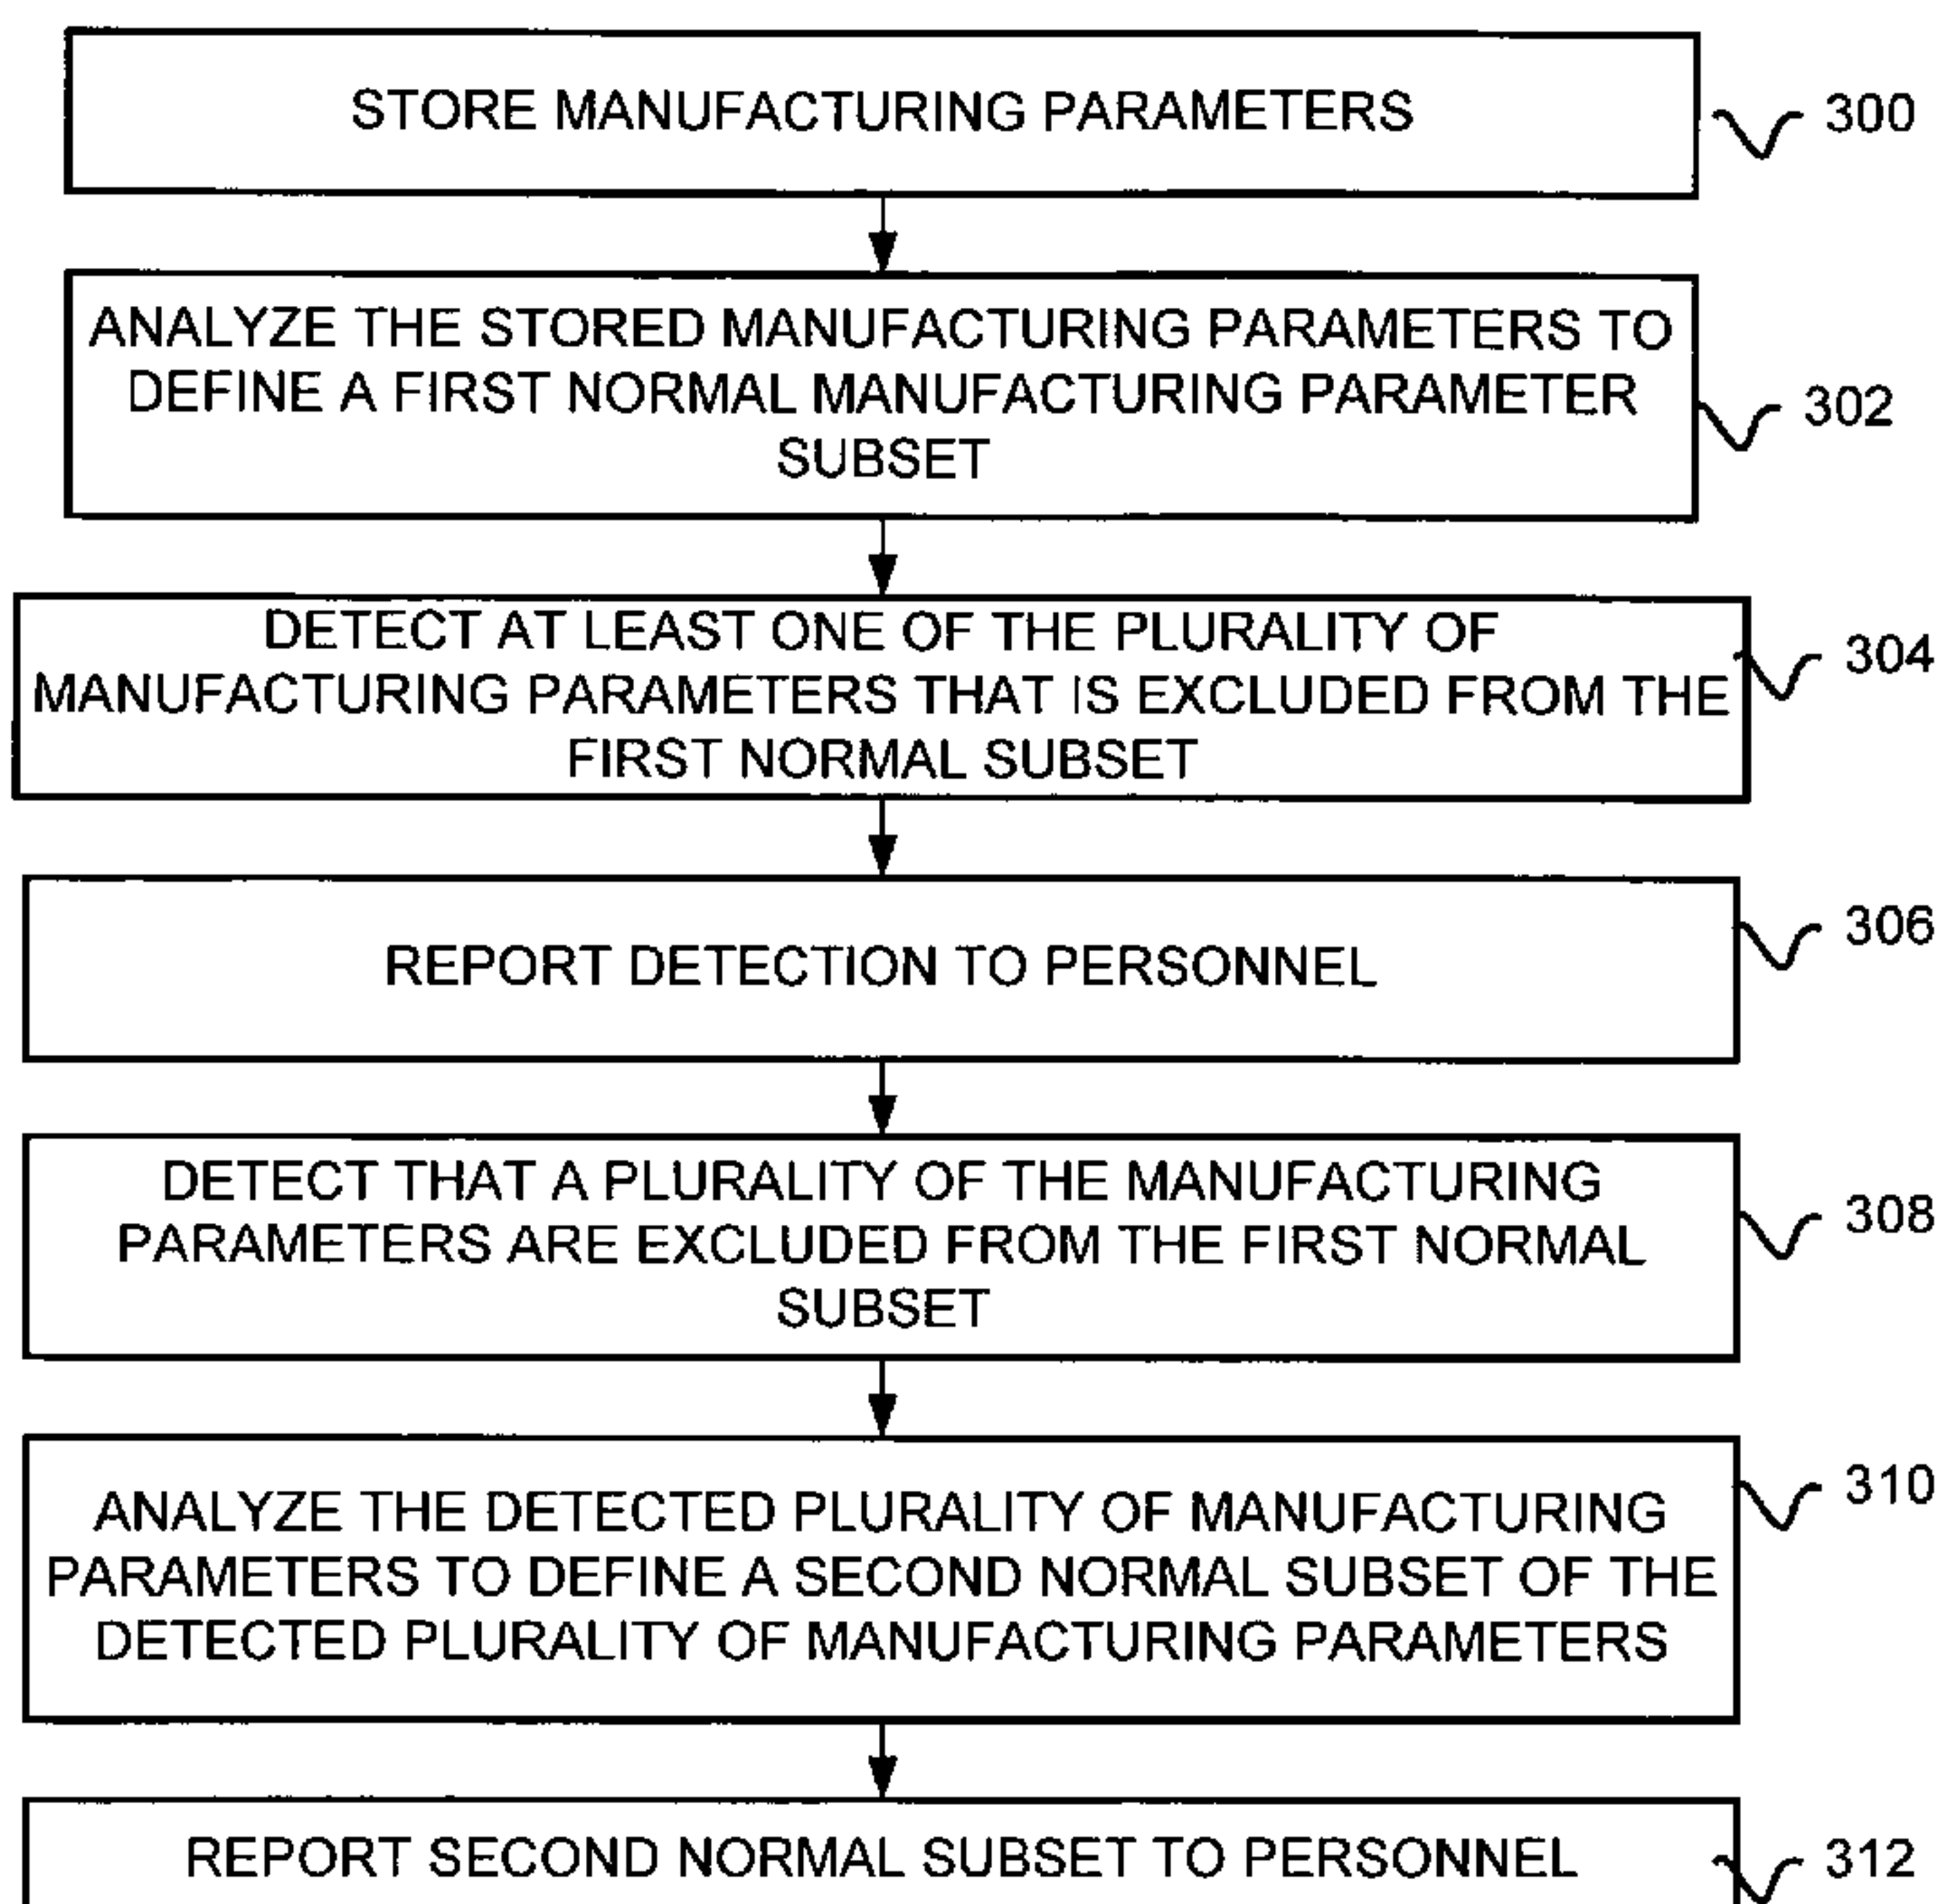 STORE MANUFACTURING PARAMETERS
300
ANALYZE THE STORED MANUFACTURING PARAMETERS TO
DEFINE A FIRST NORMAL MANUFACTURING PARAMETER
SUBSET
302
DETECT AT LEAST ONE OF THE PLURALITY OF
MANUFACTURING PARAMETERS THAT IS EXCLUDED FROM THE
FIRST NORMAL SUBSET
304
REPORT DETECTION TO PERSONNEL
306
DETECT THAT A PLURALITY OF THE MANUFACTURING
PARAMETERS ARE EXCLUDED FROM THE FIRST NORMAL
SUBSET
308
ANALYZE THE DETECTED PLURALITY OF MANUFACTURING
PARAMETERS TO DEFINE A SECOND NORMAL SUBSET OF THE
DETECTED PLURALITY OF MANUFACTURING PARAMETERS
310
REPORT SECOND NORMAL SUBSET TO PERSONNEL
312